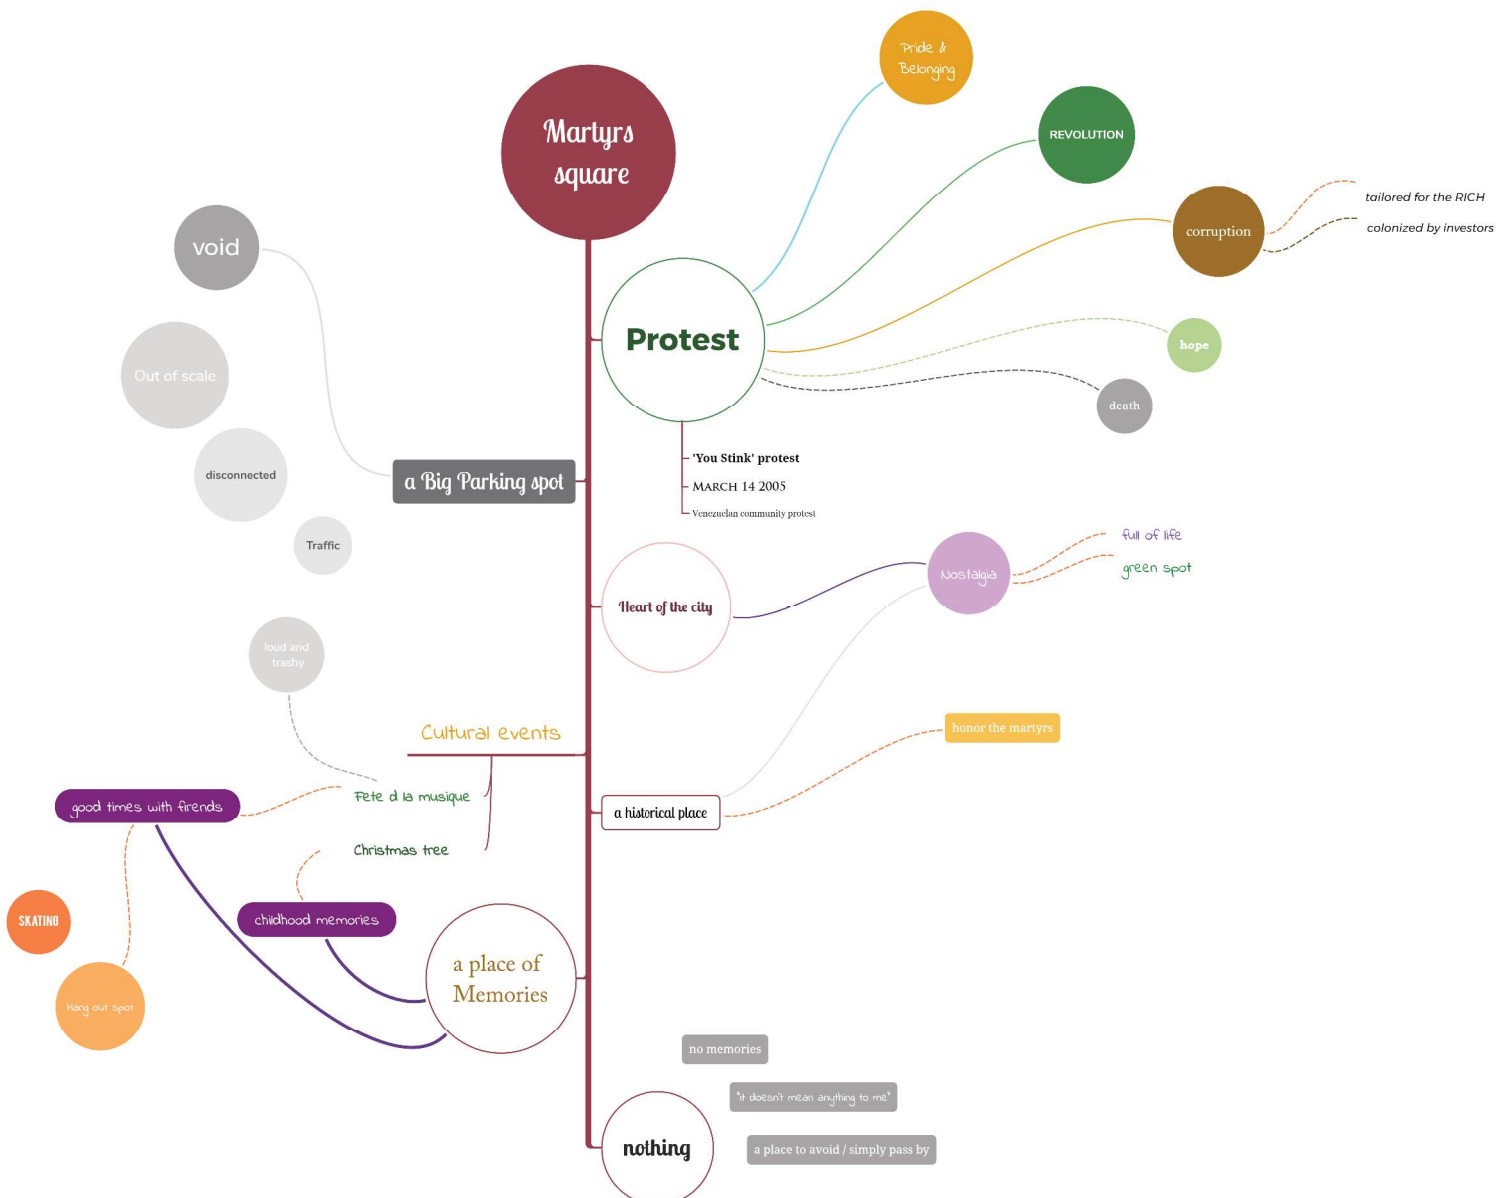 Martyrs
square
Pride &
Belonging
REVOLUTION
corruption
tailored for the RICH
colonized by investors
hope
death
Protest
'You Stink' protest
MARCH 14 2005
Venezuelan community protest
void
Out of scale
disconnected
Traffic
a Big Parking spot
Heart of the city
Nostalgia
full of life
green spot
loud and
trashy
Cultural events
Fete d la musique
Christmas tree
good times with firends
childhood memories
SKATING
Hang out spot
a historical place
honor the martyrs
a place of
Memories
no memories
"it doesn't mean anything to me"
a place to avoid / simply pass by
nothing